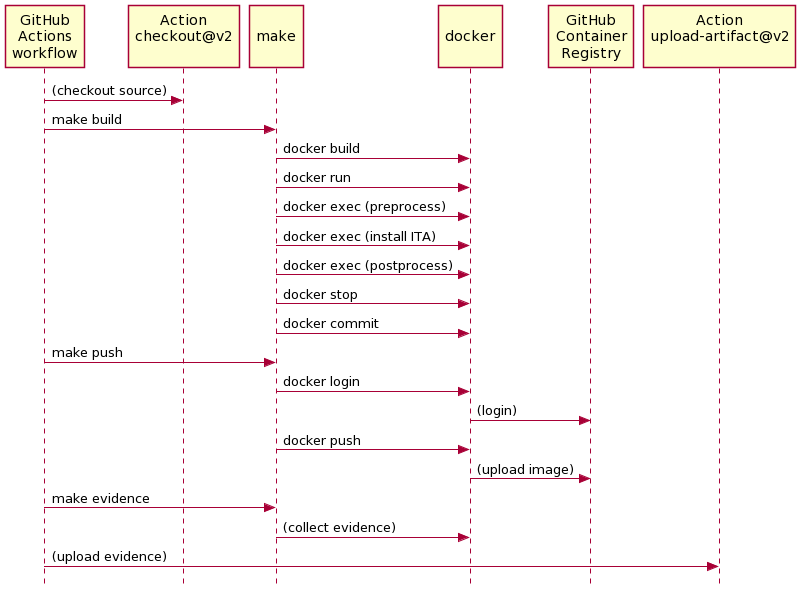 GitHub
Actions
workflow
Action
checkout@v2
make
docker
GitHub
Container
Registry
Action
upload-artifact@v2
(checkout source)
make build
docker build
docker run
docker exec (preprocess)
docker exec (install ITA)
docker exec (postprocess)
docker stop
docker commit
make push
docker login
(login)
docker push
(upload image)
make evidence
(collect evidence)
(upload evidence)